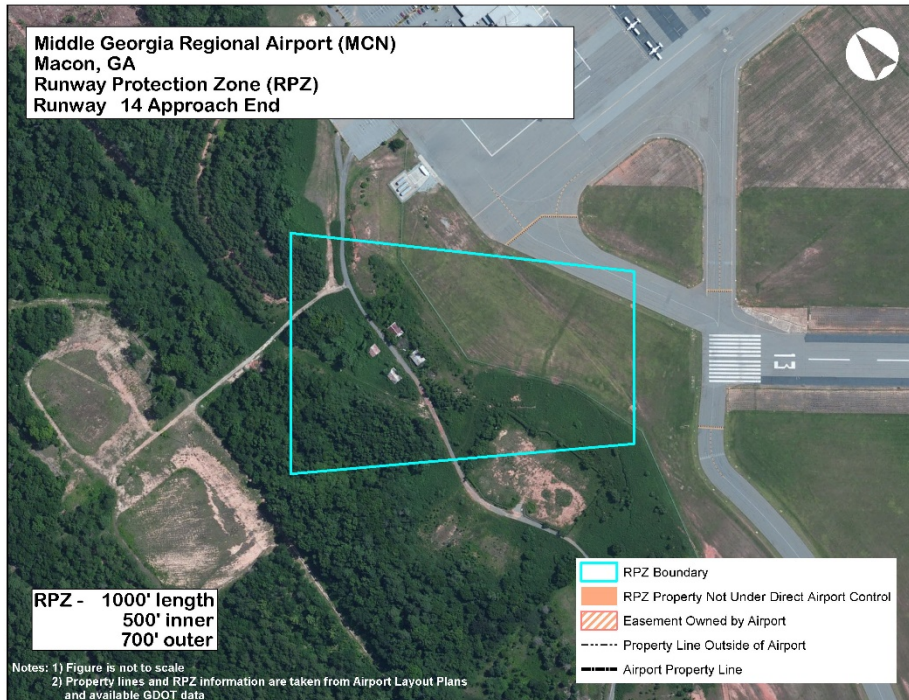 Middle Georgia Regional Airport (MCN)
Macon, GA
Runway Protection Zone (RPZ)
Runway 14 Approach End
13
RPZ Boundary
RPZ Property Not Under Direct Airport Control
Easement Owned by Airport
Property Line Outside of Airport
Airport Property Line
RPZ - 1000' length
500' inner
700' outer
Notes: 1) Figure is not to scale
2) Property lines and RPZ information are taken from Airport Layout Plans
and available GDOT data